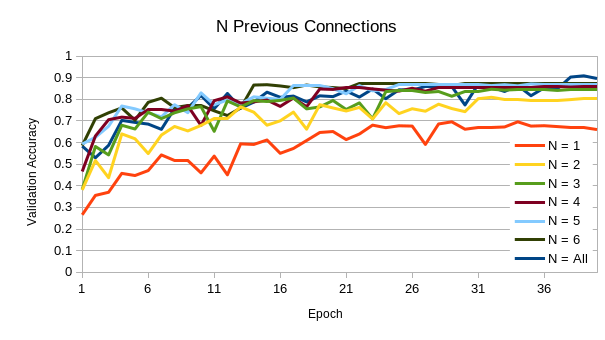 N Previous Connections
Validation Accuracy
1
0.9
0.8
0.7
0.6
0.5
0.4
0.3
0.2
0.1
0
1 6 11 16 21 26 31 36
Epoch
N = 1
N = 2
N = 3
N = 4
N = 5
N = 6
N = All